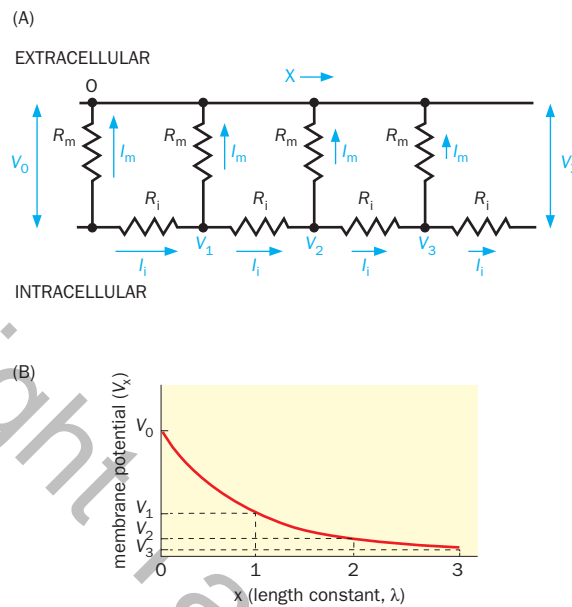 (A)
EXTRACELLULAR
0 X
Rm Im Rm Im Rm Im Rm Im
V0
Ri Ri Ri Ri
V1 V2 V3
Ii Ii Ii Ii
INTRACELLULAR
(B)
membrane potential (Vx)
V0
V1
V2
V3
0 1 2 3
x (length constant, λ)